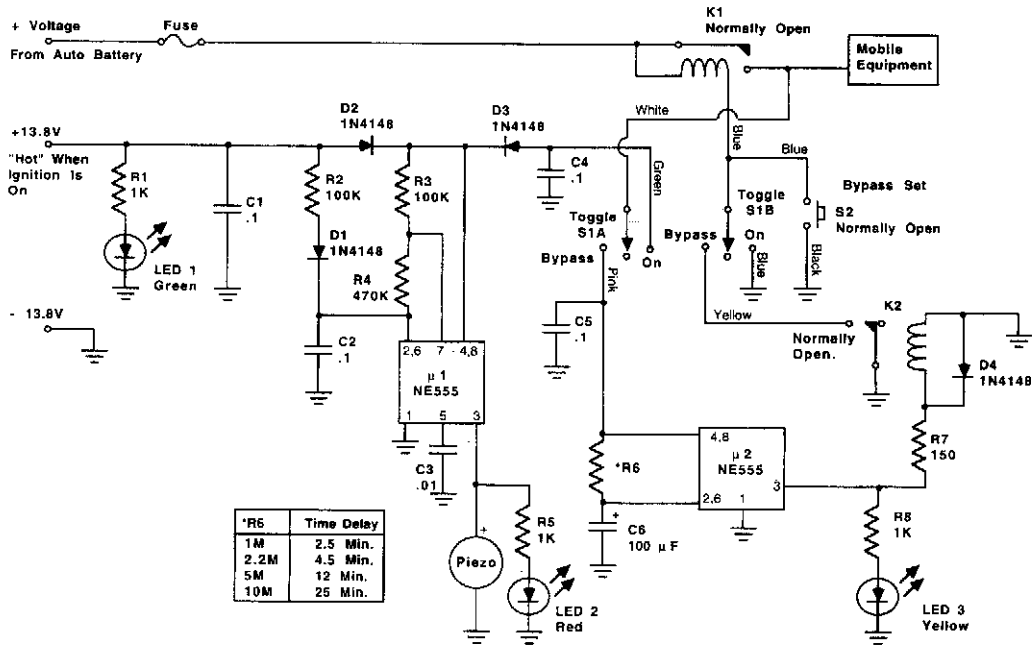 + Voltage
From Auto Battery
Fuse
K1
Normally Open
Mobile
Equipment
White
Blue
Blue
+13.8V
"Hot" When
Ignition Is
On
D2
1N4148
D3
1N4148
R1
1K
LED 1
Green
C1
.1
R2
100K
R3
100K
D1
1N4148
R4
470K
C4
.1
Green
Toggle
S1A
Bypass
On
Pink
Toggle
S1B
Bypass
On
Blue
Bypass Set
S2
Normally Open
Black
- 13.8V
C2
.1
2,6
7
4,8
µ1
NE555
1
5
3
C3
.01
C5
.1
Yellow
Normally
Open.
K2
D4
1N4148
R7
150
*R6
4,8
µ2
NE555
3
2,6
1
+
C6
100 µF
R8
1K
LED 3
Yellow
+
Piezo
R5
1K
LED 2
Red
*R6 Time Delay
1M 2.5 Min.
2.2M 4.5 Min.
5M 12 Min.
10M 25 Min.